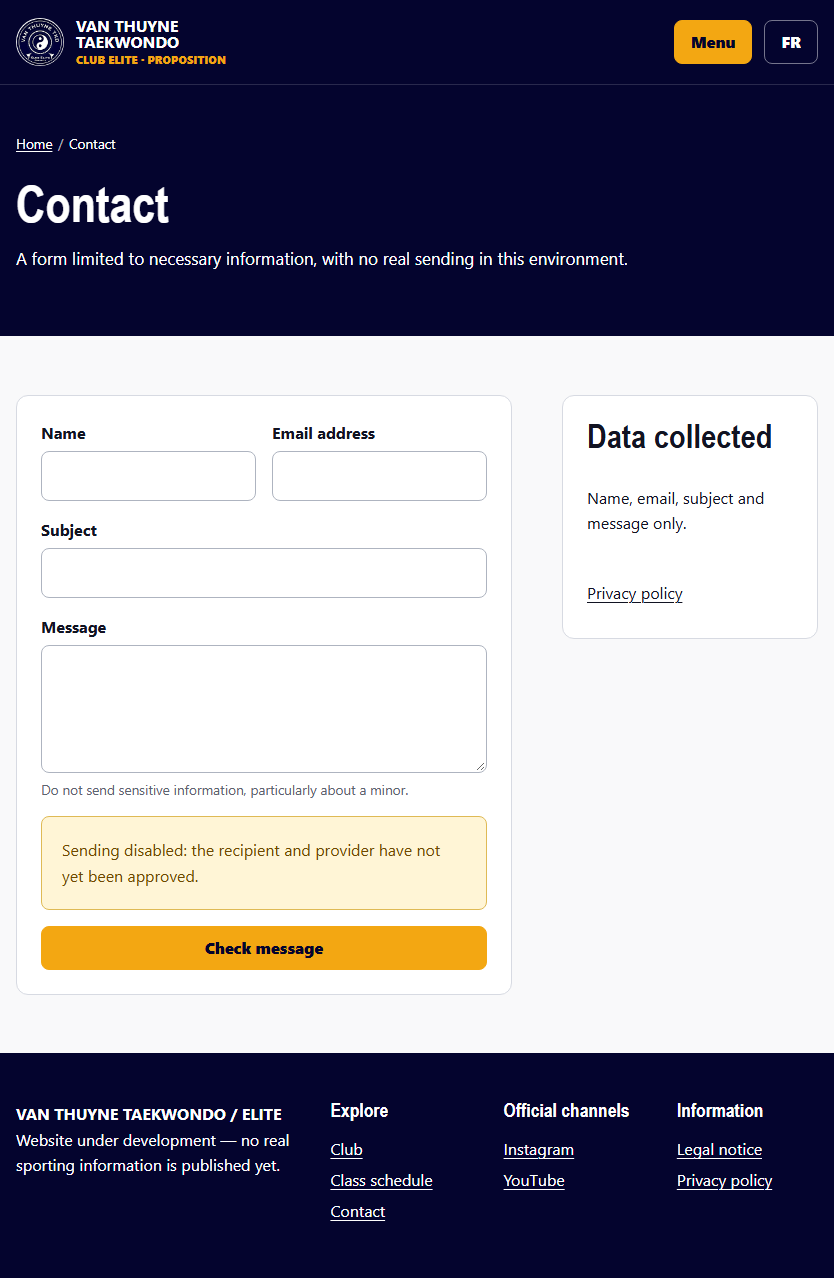 VAN THUYNE
TAEKWONDO
CLUB ELITE · PROPOSITION
Menu
FR
Home / Contact
Contact
A form limited to necessary information, with no real sending in this environment.
Name
Email address
Subject
Message
Do not send sensitive information, particularly about a minor.
Sending disabled: the recipient and provider have not
yet been approved.
Check message
Data collected
Name, email, subject and
message only.
Privacy policy
VAN THUYNE TAEKWONDO / ELITE
Website under development — no real
sporting information is published yet.
Explore
Club
Class schedule
Contact
Official channels
Instagram
YouTube
Information
Legal notice
Privacy policy